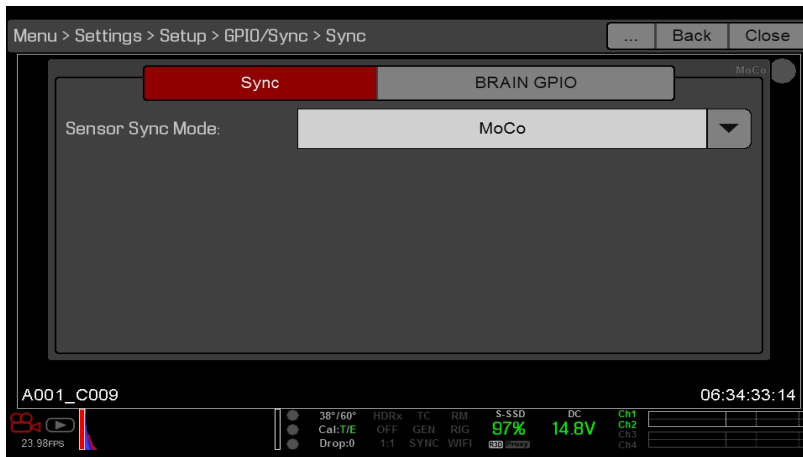 Menu > Settings > Setup > GPIO/Sync > Sync ... Back Close
MoCo
Sync BRAIN GPIO
Sensor Sync Mode: MoCo
A001_C009 06:34:33:14
38°/60° HDRx TC RM S-SSD DC Ch1
Cal:T/E OFF GEN RIG 97% 14.8V Ch2
Ch3
23.98FPS Drop:0 1:1 SYNC WIFI R3D Proxy Ch4